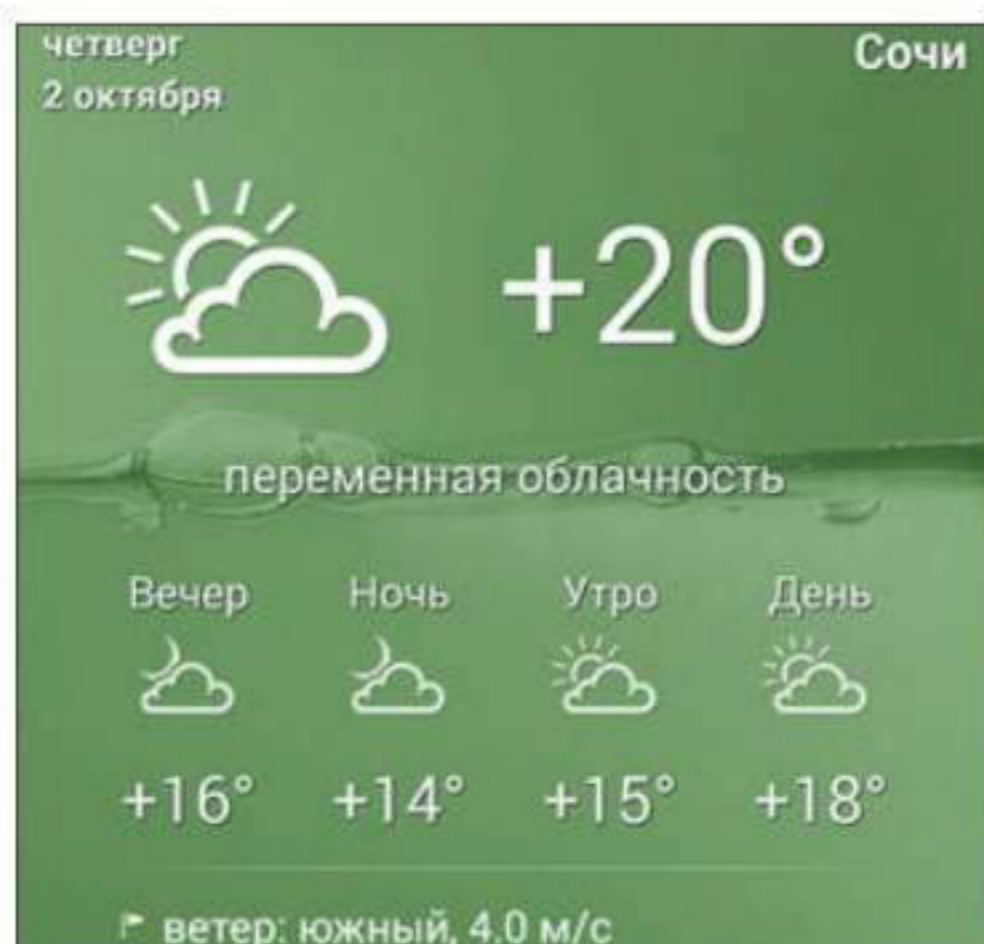 четверг
Сочи
2 октября
+20°
переменная облачность
Вечер Ночь Утро День
+16° +14° +15° +18°
ветер: южный, 4.0 м/с